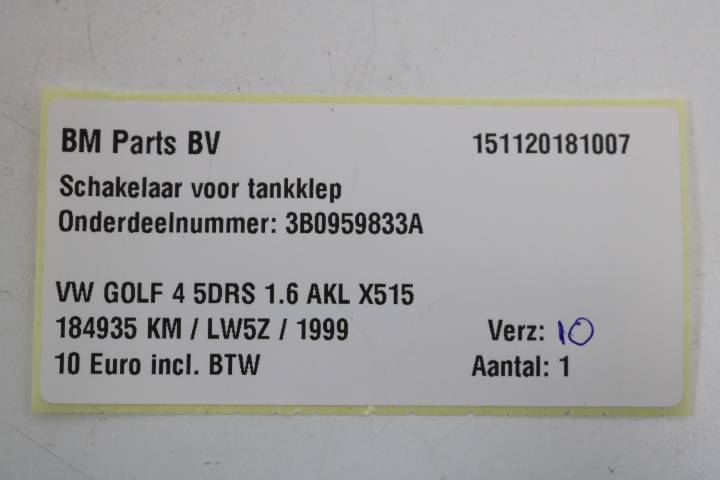 BM Parts BV 151120181007
Schakelaar voor tankklep
Onderdeelnummer: 3B0959833A
VW GOLF 4 5DRS 1.6 AKL X515
184935 KM / LW5Z / 1999 Verz: 10
10 Euro incl. BTW Aantal: 1